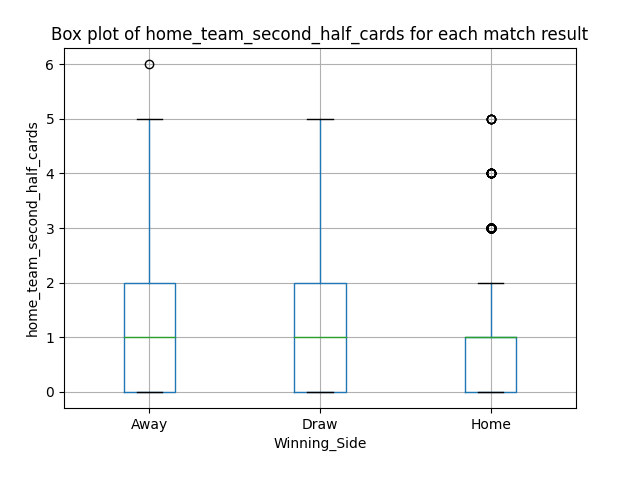 Box plot of home_team_second_half_cards for each match result
home_team_second_half_cards
6
5
4
3
2
1
0
Away
Draw
Home
Winning_Side